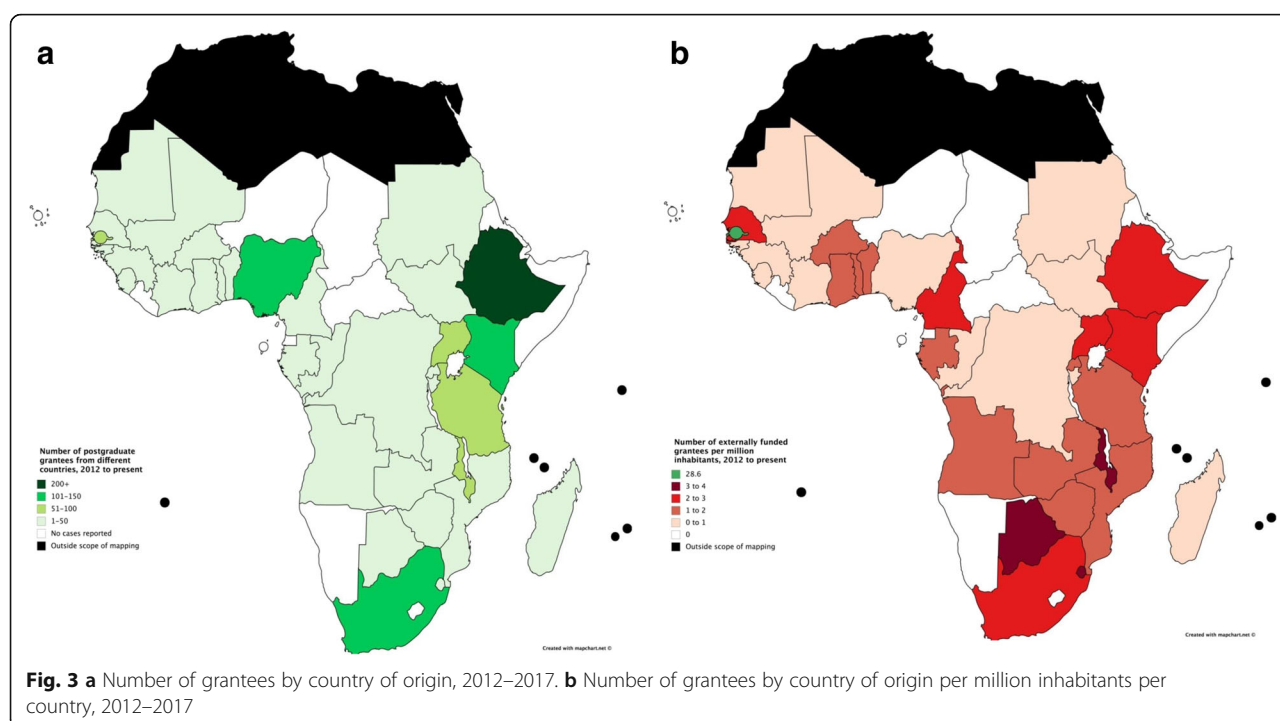 a
b
Number of postgraduate
grantees from different
countries, 2012 to present
200+
101–150
51–100
1–50
No cases reported
Outside scope of mapping
Created with mapchart.net ©
Number of externally funded
grantees per million
inhabitants, 2012 to present
28.6
3 to 4
2 to 3
1 to 2
0 to 1
0
Outside scope of mapping
Created with mapchart.net ©
Fig. 3 a Number of grantees by country of origin, 2012–2017. b Number of grantees by country of origin per million inhabitants per
country, 2012–2017